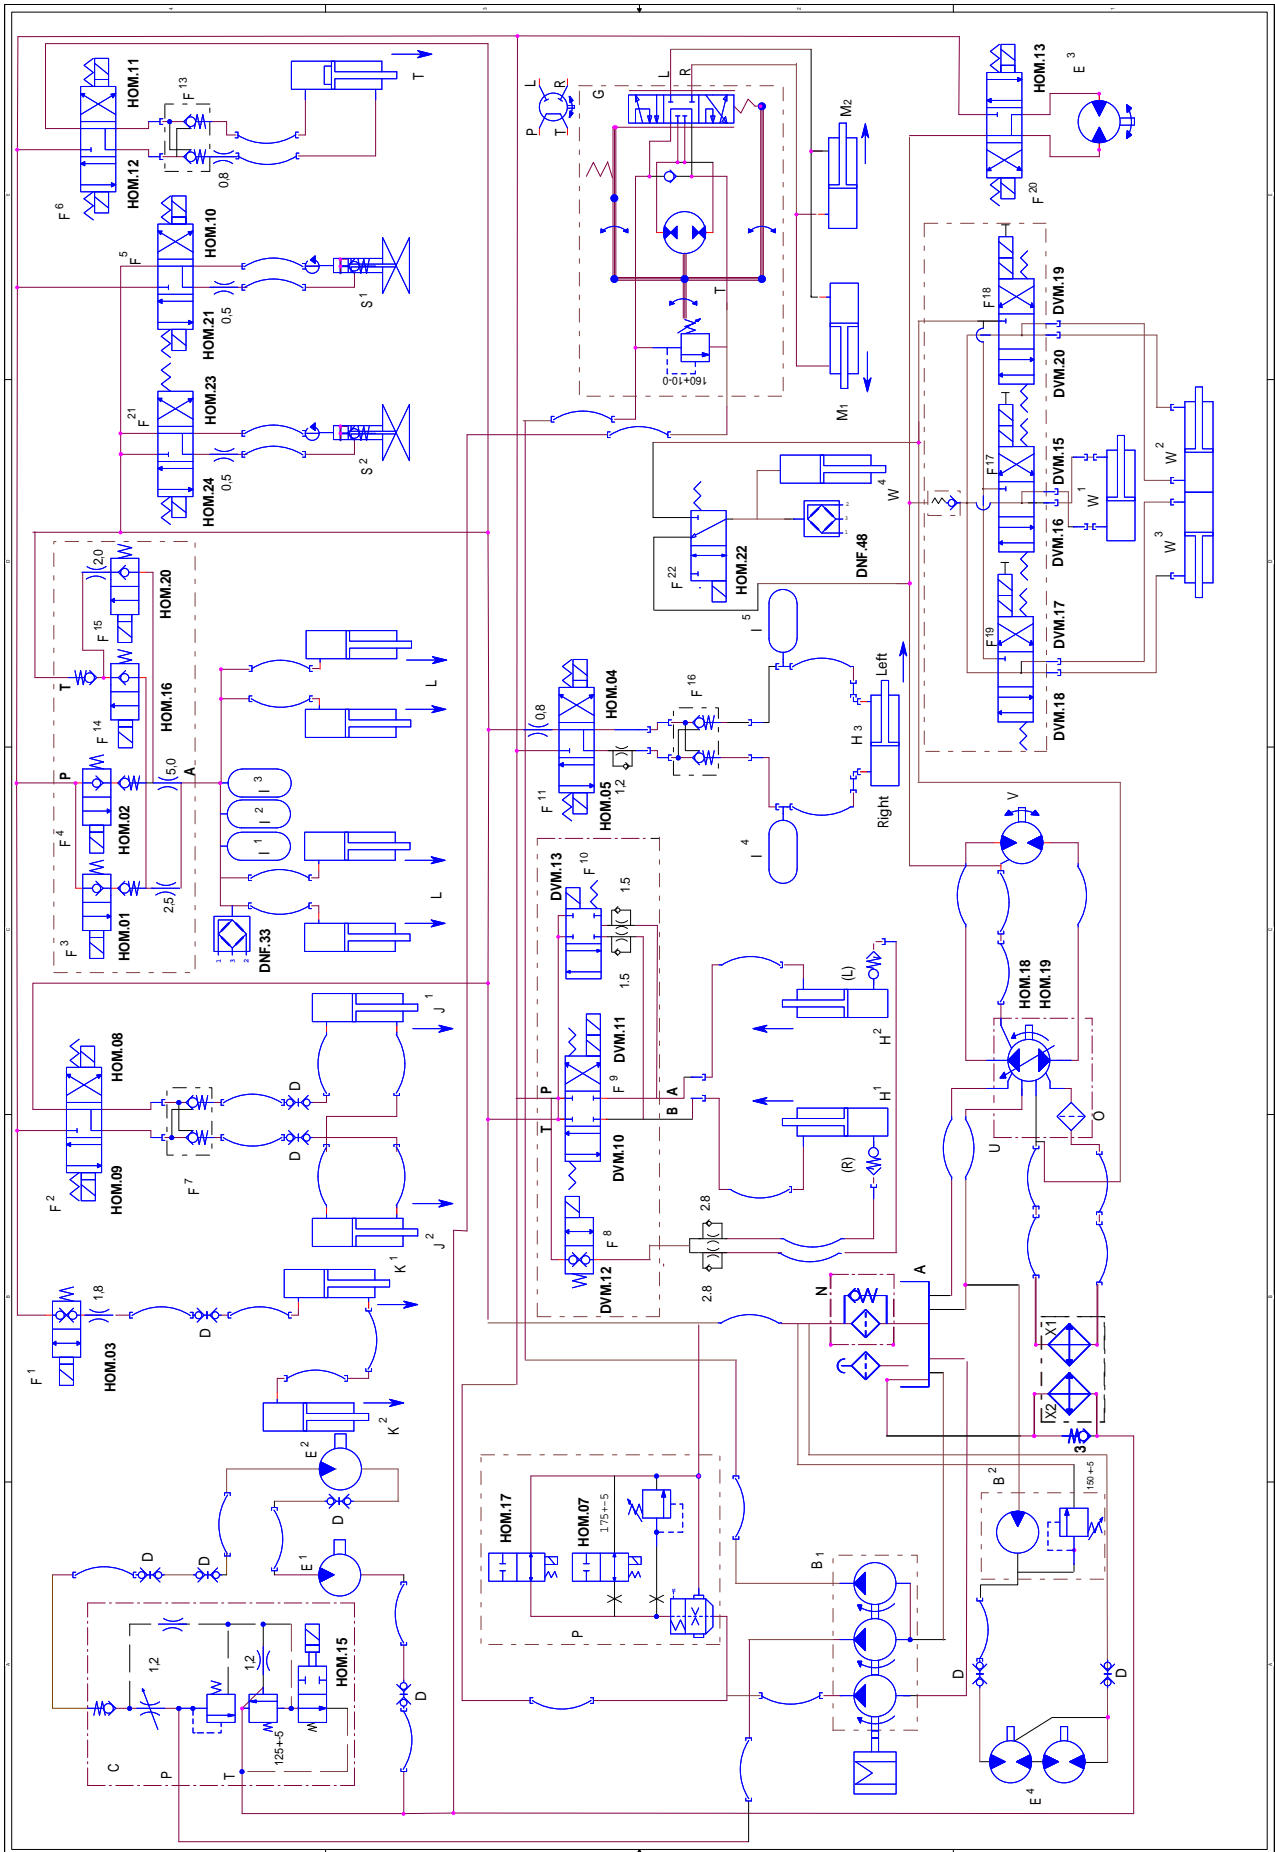 HOM.11
F 13
HOM.12
F 6
0,8
T
HOM.10
F 5
HOM.21
0,5
S 1
HOM.23
F 21
HOM.24
0,5
S 2
P
L
T
R
G
L
R
T
160+10-0
M2
M1
HOM.13
E 3
F 20
DVM.19
F 18
DVM.20
DVM.15
F 17
DVM.16
DVM.17
F 19
DVM.18
W 2
W 1
W 3
F 22
HOM.22
DNF.48
W 4
2,0
HOM.20
F 15
T
HOM.16
F 14
P
5,0
A
HOM.02
F 4
2,5
HOM.01
F 3
I 3
I 2
I 1
DNF.33
1
3
2
L
L
0,8
HOM.04
F 16
F 11
HOM.05
1,2
I 5
I 4
H 3
Left
Right
DVM.13
F 10
1.5
1.5
DVM.11
F 9
DVM.10
P
T
A
B
F 8
DVM.12
2.8
2.8
(L)
H 2
H 1
(R)
V
HOM.18
HOM.19
U
O
HOM.08
F 2
HOM.09
F 7
D
D
J 1
J 2
F 1
1,8
HOM.03
D
K 1
K 2
E 2
D
E 1
D
D
D
HOM.15
1,2
1,2
125+-5
C
P
T
HOM.17
HOM.07
175+-5
P
B 1
N
A
X1
X2
3
B 2
150+-5
D
D
E 4